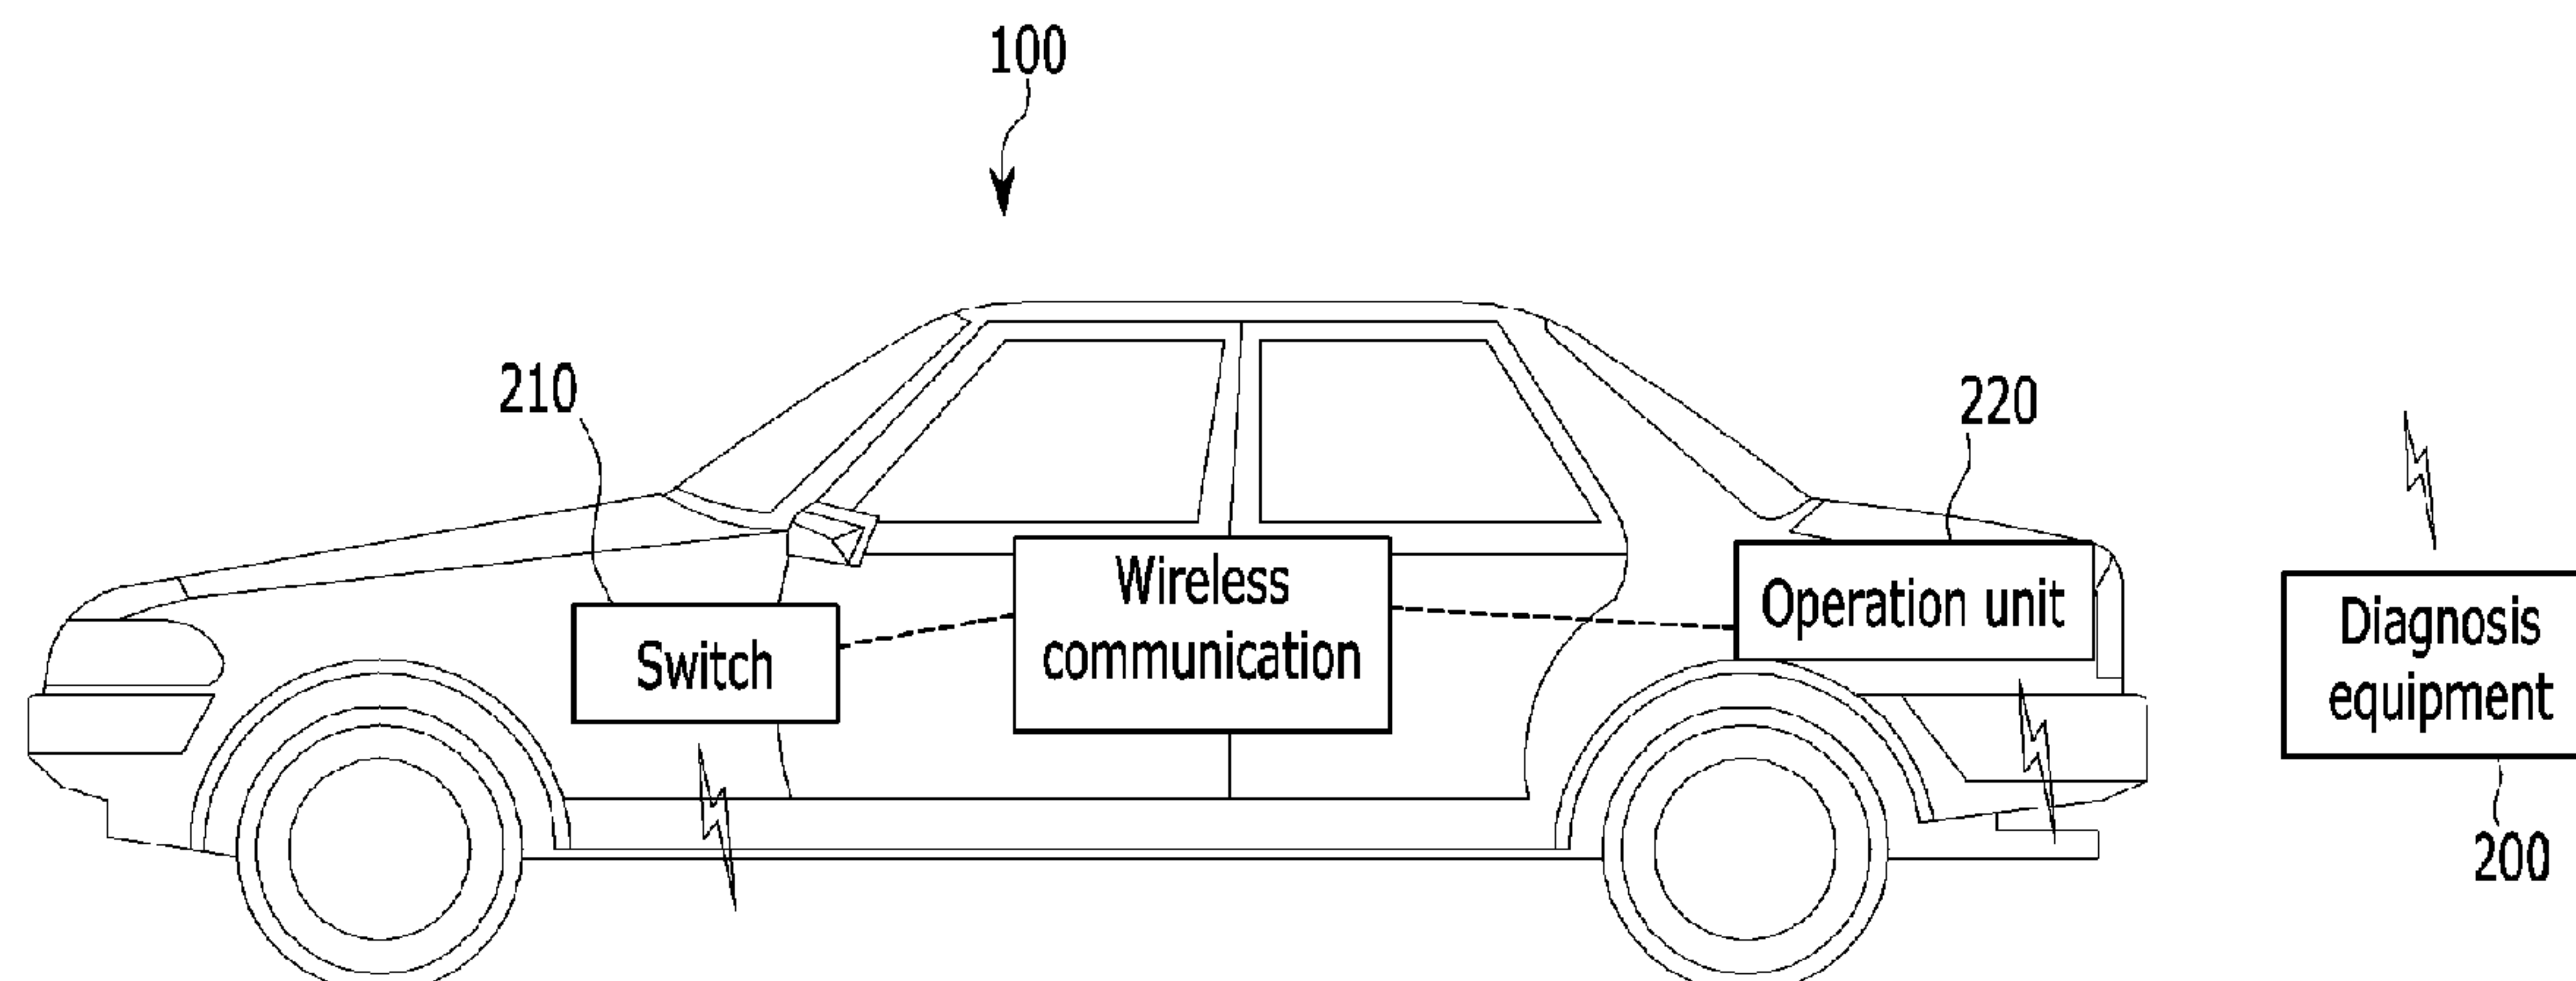 100
210
220
Wireless
communication
Switch
Operation unit
Diagnosis
equipment
200